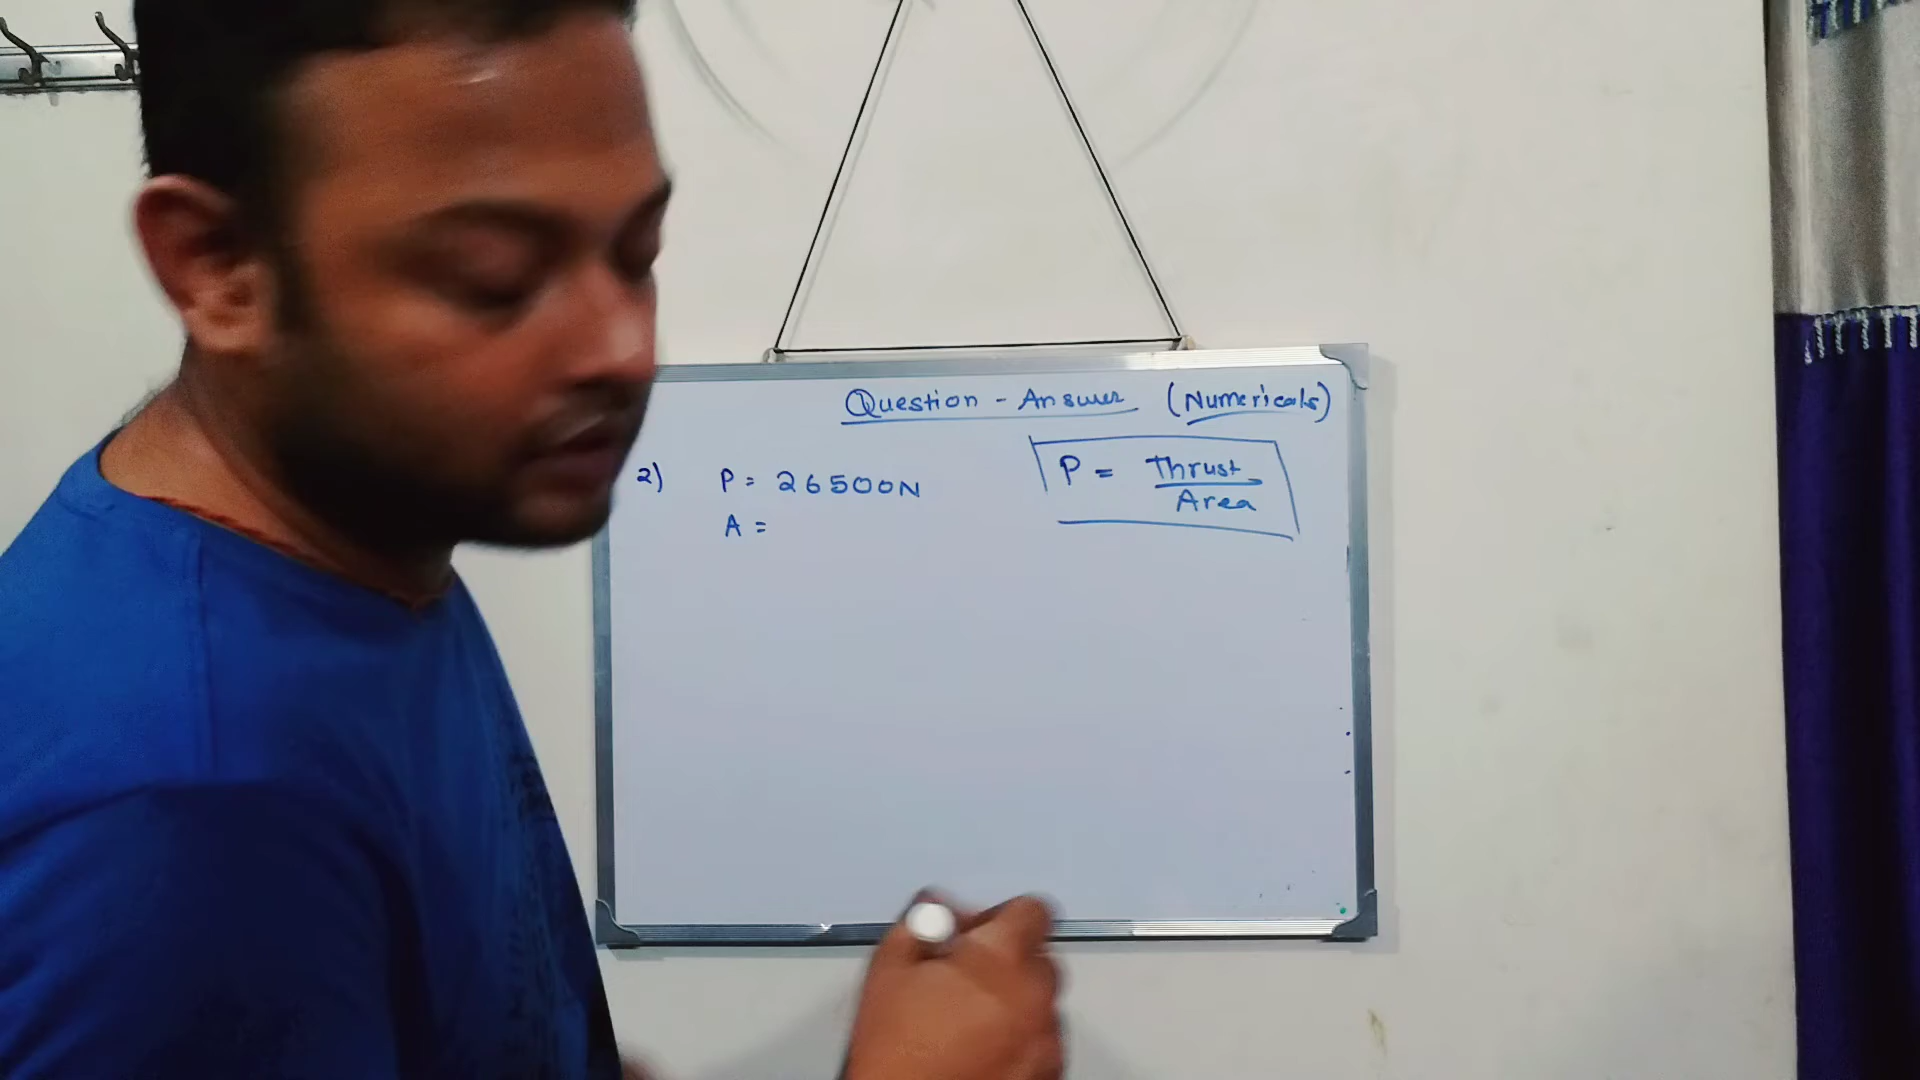 Question - Answer (Numericals)
2) P = 26500N
A =
P = Thrust
Area